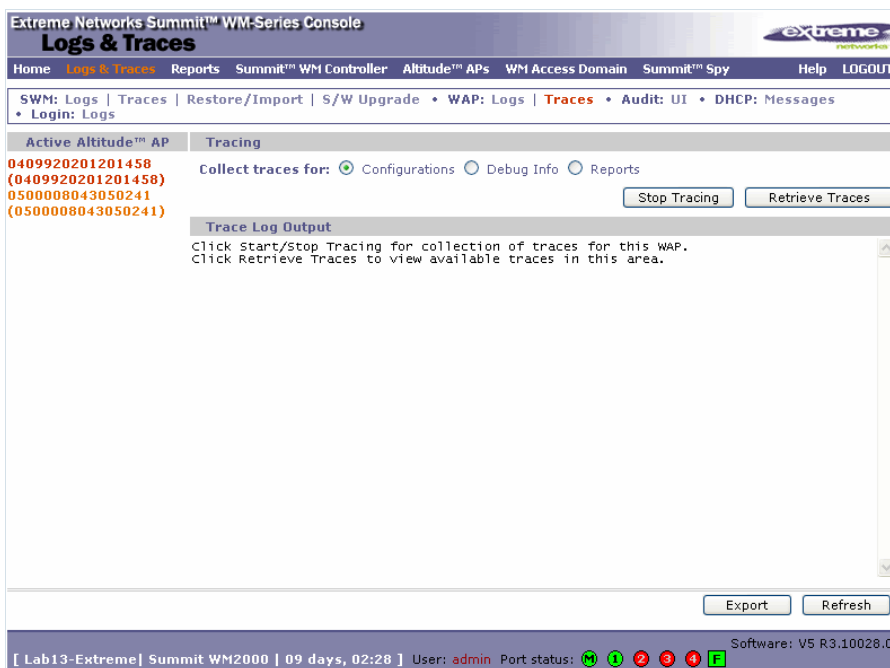 Extreme Networks Summit™ WM-Series Console
Logs & Traces
extreme
networks
Home Logs & Traces Reports Summit™ WM Controller Altitude™ APs WM Access Domain Summit™ Spy Help LOGOUT
SWM: Logs | Traces | Restore/Import | S/W Upgrade • WAP: Logs | Traces • Audit: UI • DHCP: Messages
• Login: Logs
Active Altitude™ AP
0409920201201458
(0409920201201458)
0500008043050241
(0500008043050241)
Tracing
Collect traces for: Configurations Debug Info Reports
Stop Tracing Retrieve Traces
Trace Log Output
Click Start/Stop Tracing for collection of traces for this WAP.
Click Retrieve Traces to view available traces in this area.
Export Refresh
[ Lab13-Extreme| Summit WM2000 | 09 days, 02:28 ] User: admin Port status: M 1 2 3 4 F
Software: V5 R3.10028.0